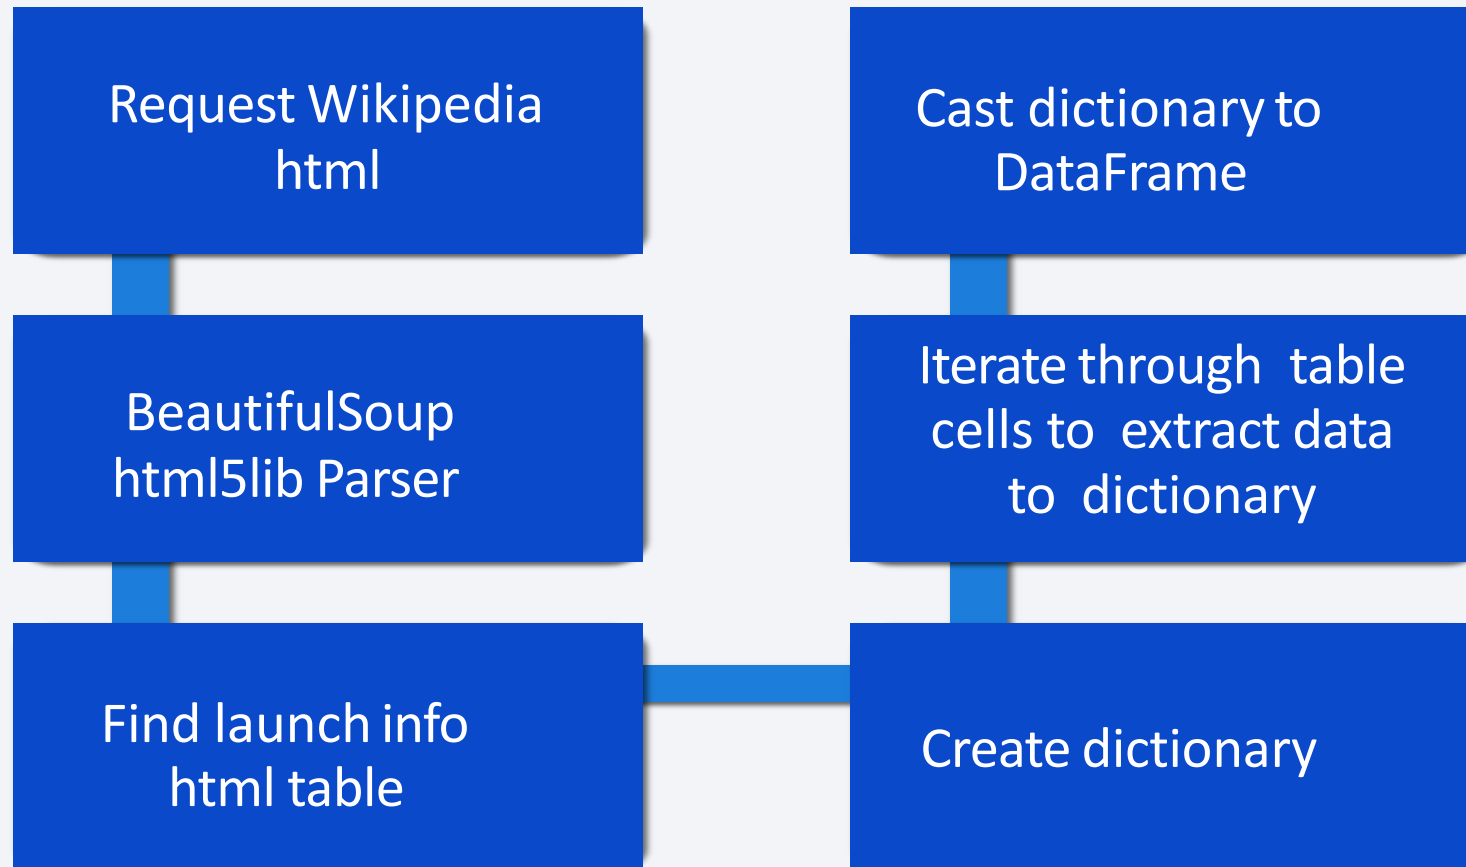 Request Wikipedia
html
BeautifulSoup
html5lib Parser
Find launch info
html table
Create dictionary
Iterate through table
cells to extract data
to dictionary
Cast dictionary to
DataFrame